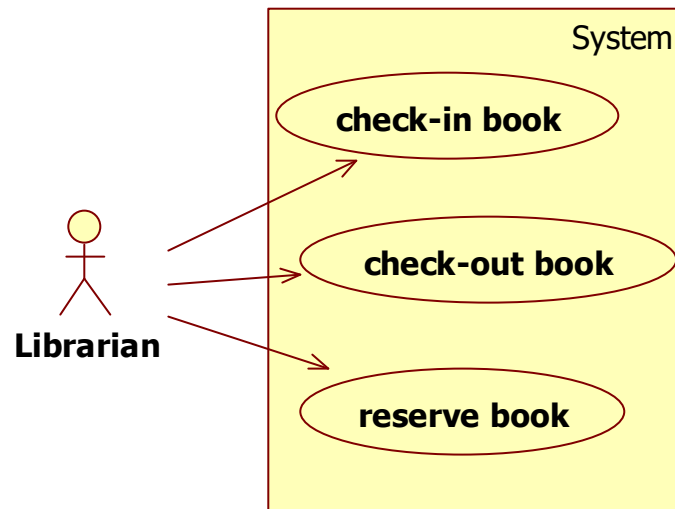 System
check-in book
check-out book
Librarian
reserve book